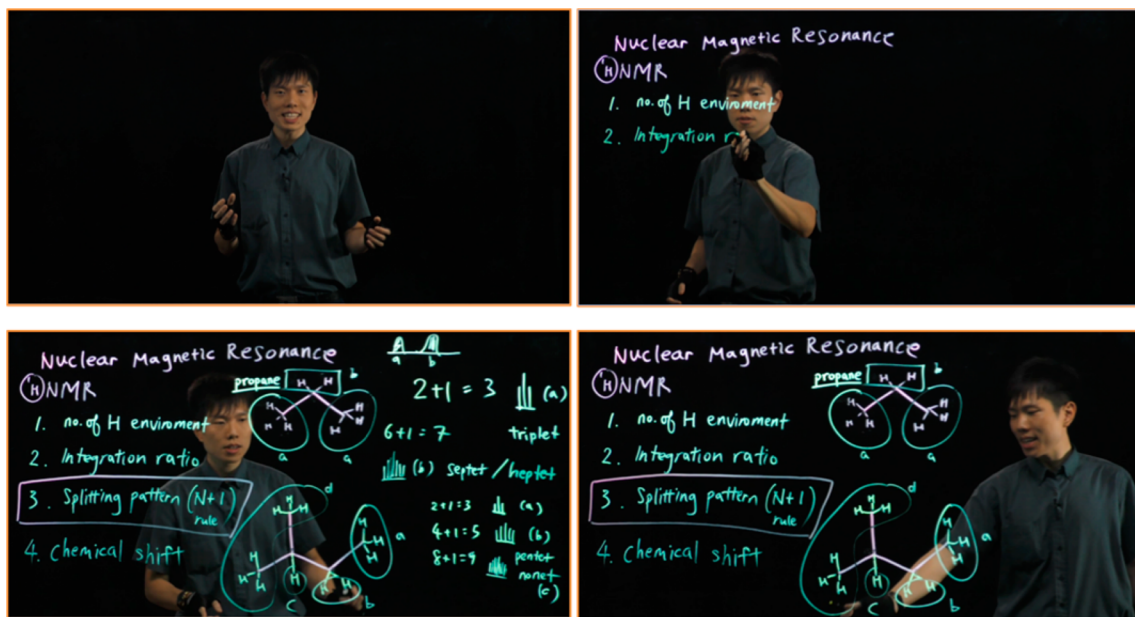 Nuclear Magnetic Resonance
¹H NMR
1. no. of H enviroment
2. Integration
Nuclear Magnetic Resonance
¹H NMR
1. no. of H enviroment
2. Integration ratio
3. Splitting pattern (N+1) rule
4. Chemical shift
propane
H H
b
H
H H
H
H
H
a
a
a b
2+1 = 3 (a)
triplet
6+1 = 7
(b) septet / heptet
2+1=3 (a)
4+1=5 (b)
pentet
8+1=9
nonet
(c)
d
H
H H
H
H H
H
H H
H
H H
a
b
c
Nuclear Magnetic Resonance
¹H NMR
1. no. of H enviroment
2. Integration ratio
3. Splitting pattern (N+1) rule
4. Chemical shift
propane
H H
b
H
H H
H
H
H
a
a
d
H
H H
H
H H
H
H H
H
H H
a
b
c